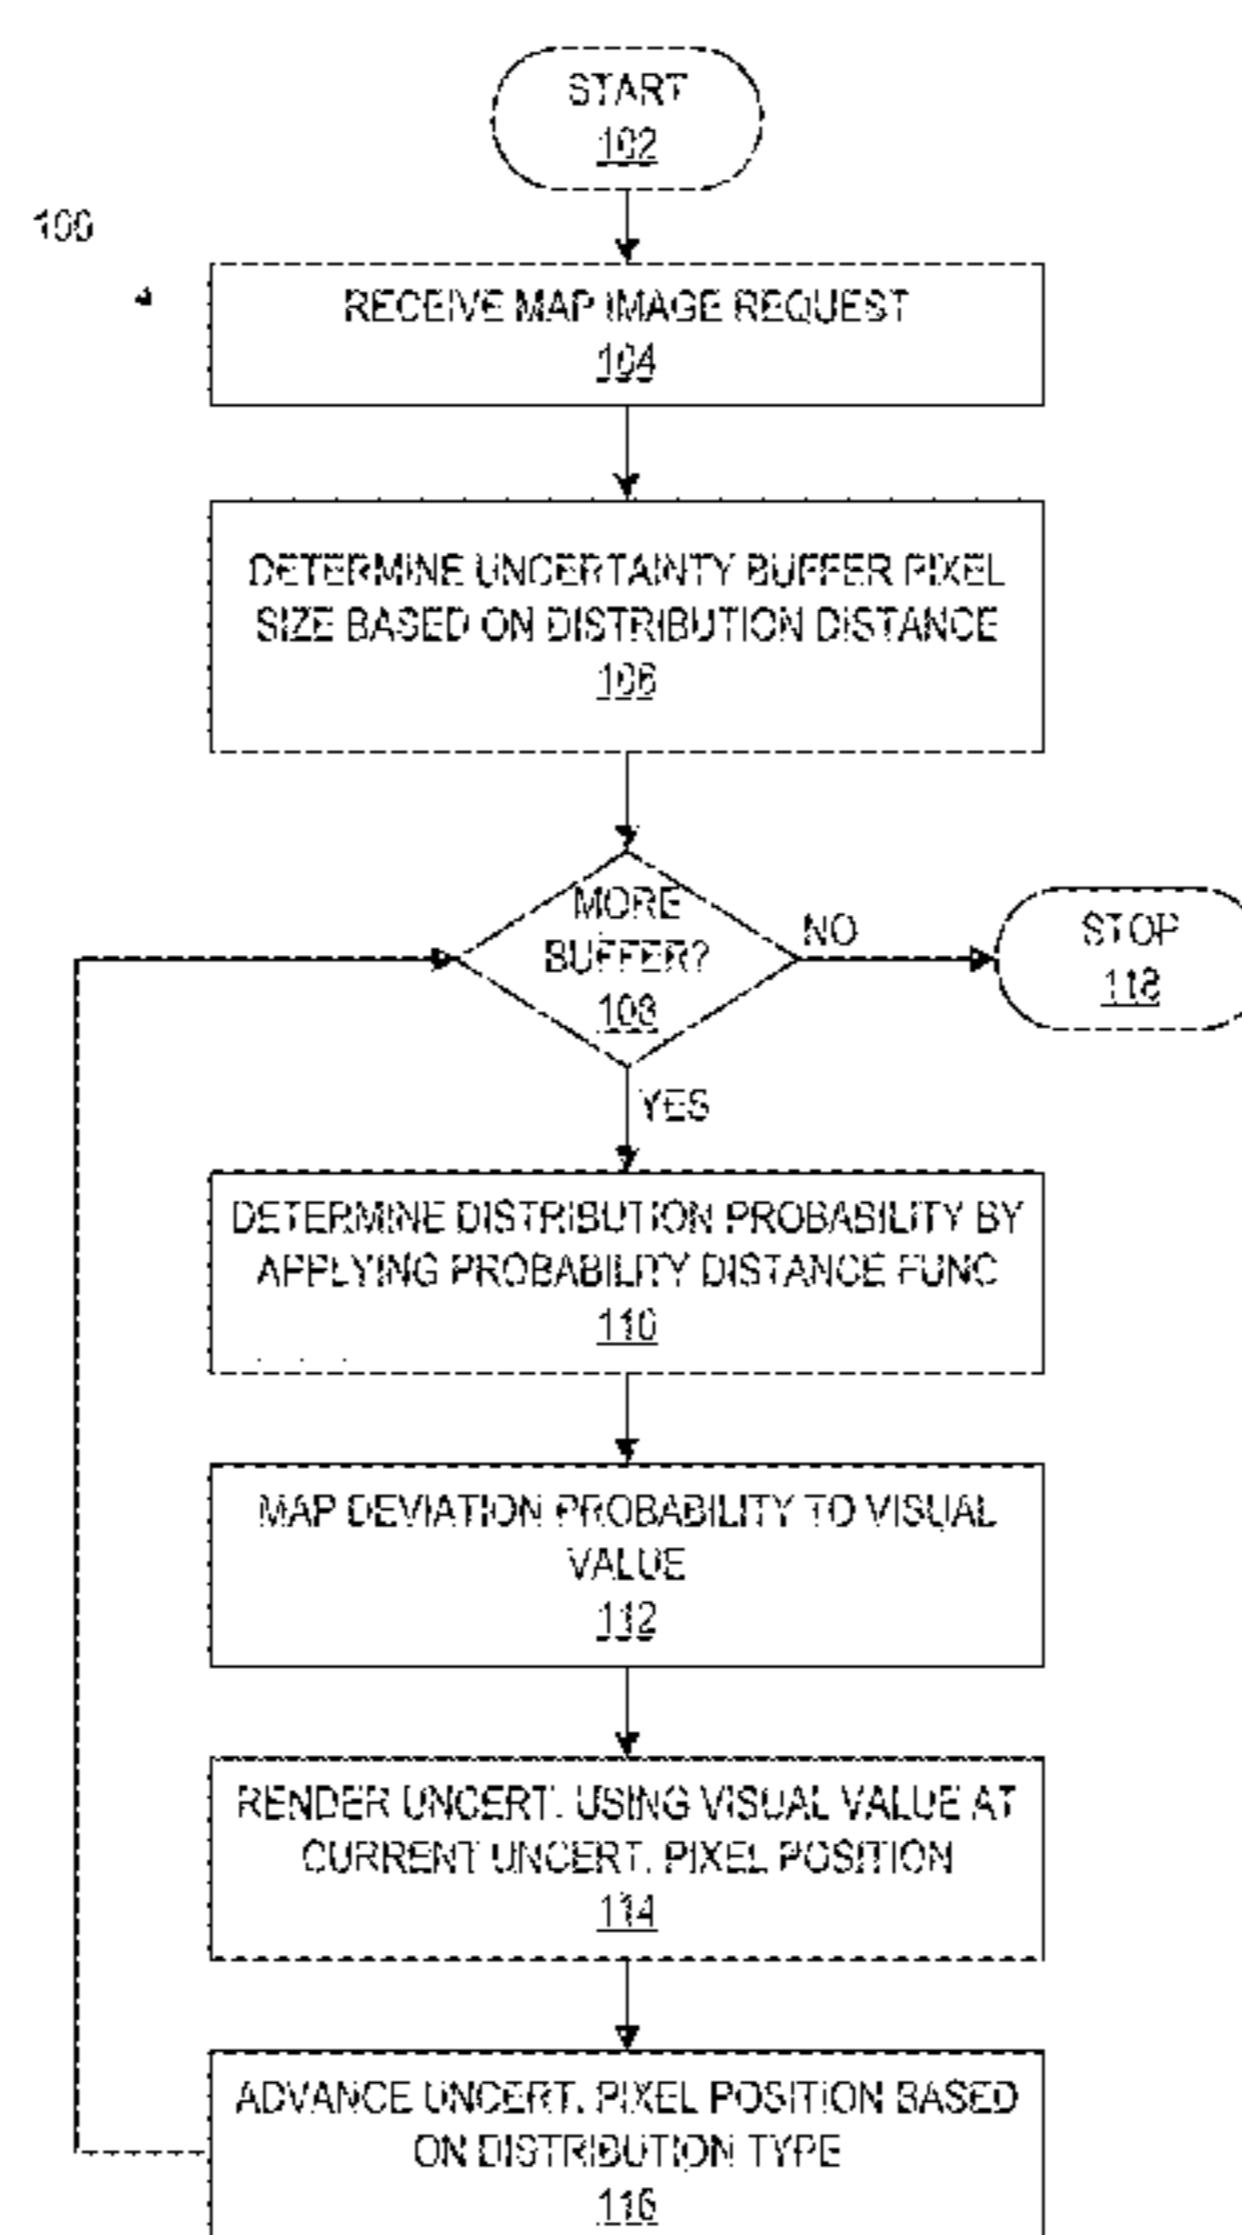 START
102
100
RECEIVE MAP IMAGE REQUEST
104
DETERMINE UNCERTAINTY BUFFER PIXEL
SIZE BASED ON DISTRIBUTION DISTANCE
106
MORE
BUFFER?
108
NO
STOP
118
YES
DETERMINE DISTRIBUTION PROBABILITY BY
APPLYING PROBABILITY DISTANCE FUNC
110
MAP DEVIATION PROBABILITY TO VISUAL
VALUE
112
RENDER UNCERT. USING VISUAL VALUE AT
CURRENT UNCERT. PIXEL POSITION
114
ADVANCE UNCERT. PIXEL POSITION BASED
ON DISTRIBUTION TYPE
116